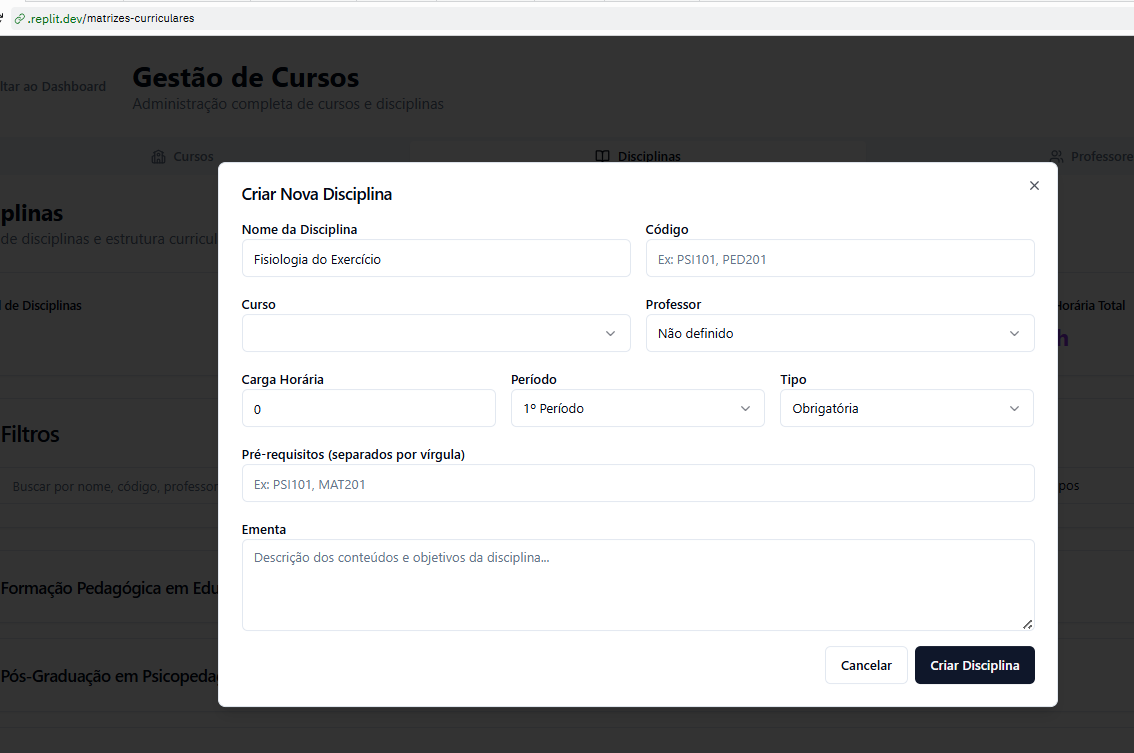 .replit.dev/matrizes-curriculares
ltar ao Dashboard
Gestão de Cursos
Administração completa de cursos e disciplinas
Cursos
Disciplinas
Professore
plinas
de disciplinas e estrutura curricul
l de Disciplinas
Horária Total
h
Filtros
Buscar por nome, código, professor
pos
Formação Pedagógica em Edu
Pós-Graduação em Psicopeda
Criar Nova Disciplina
Nome da Disciplina
Código
Fisiologia do Exercício
Ex: PSI101, PED201
Curso
Professor
Não definido
Carga Horária
Período
Tipo
0
1º Período
Obrigatória
Pré-requisitos (separados por vírgula)
Ex: PSI101, MAT201
Ementa
Descrição dos conteúdos e objetivos da disciplina...
Cancelar
Criar Disciplina